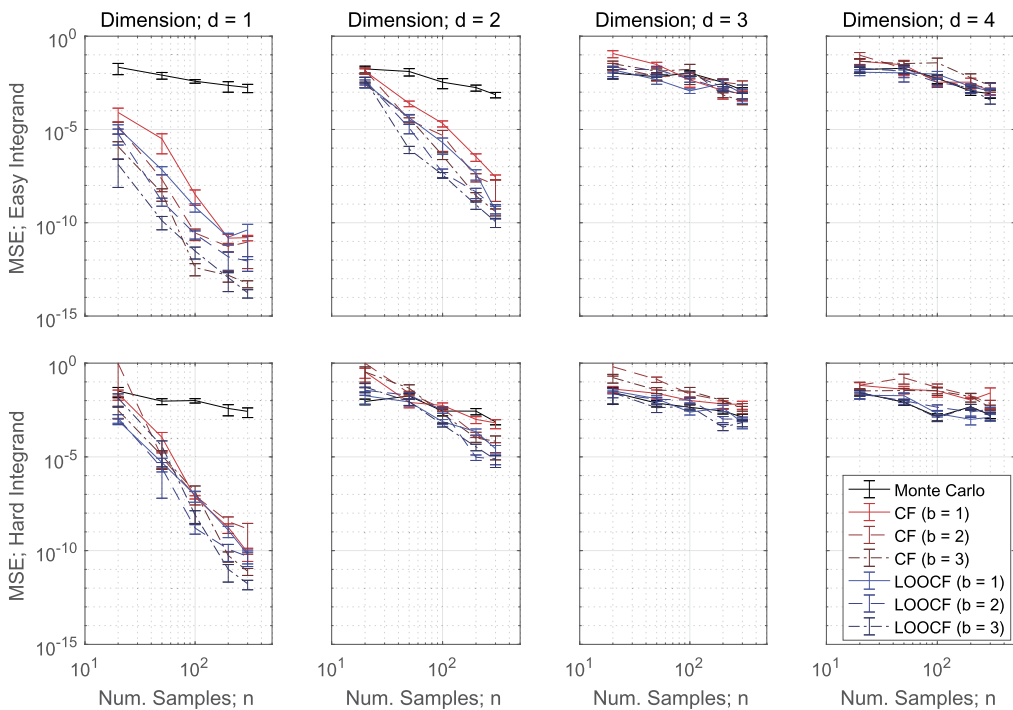 Dimension; d = 1
Dimension; d = 2
Dimension; d = 3
Dimension; d = 4
MSE; Easy Integrand
10^0
10^-5
10^-10
10^-15
MSE; Hard Integrand
10^0
10^-5
10^-10
10^-15
Monte Carlo
CF (b = 1)
CF (b = 2)
CF (b = 3)
LOOCF (b = 1)
LOOCF (b = 2)
LOOCF (b = 3)
10^1
10^2
10^1
10^2
10^1
10^2
10^1
10^2
Num. Samples; n
Num. Samples; n
Num. Samples; n
Num. Samples; n